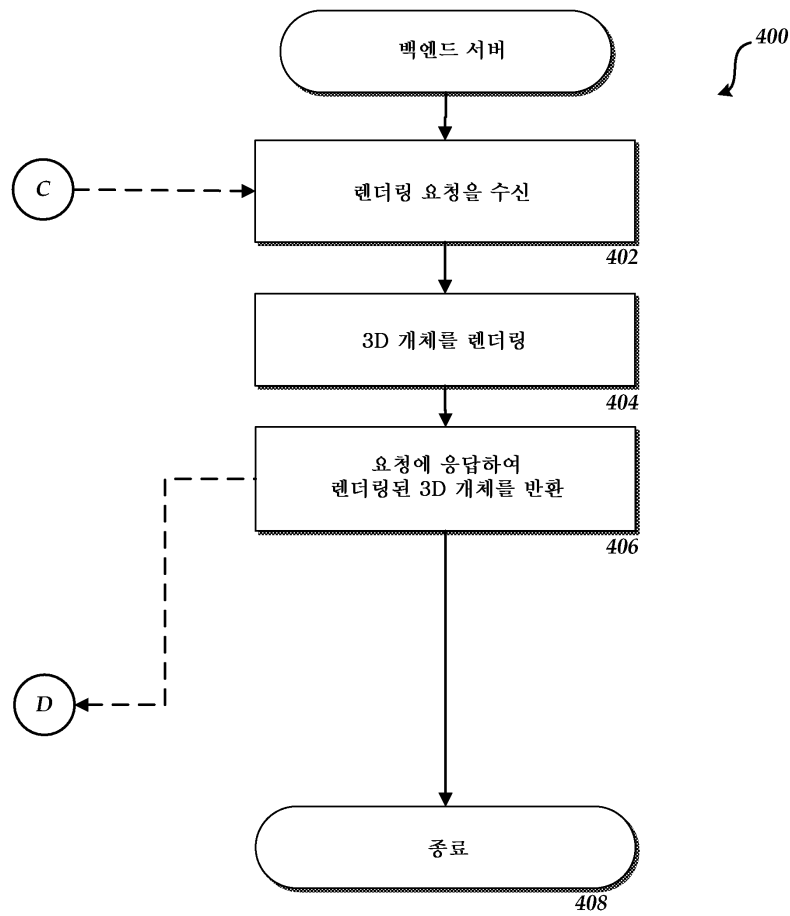 백엔드 서버
400
C
렌더링 요청을 수신
402
3D 개체를 렌더링
404
요청에 응답하여
렌더링된 3D 개체를 반환
406
D
종료
408